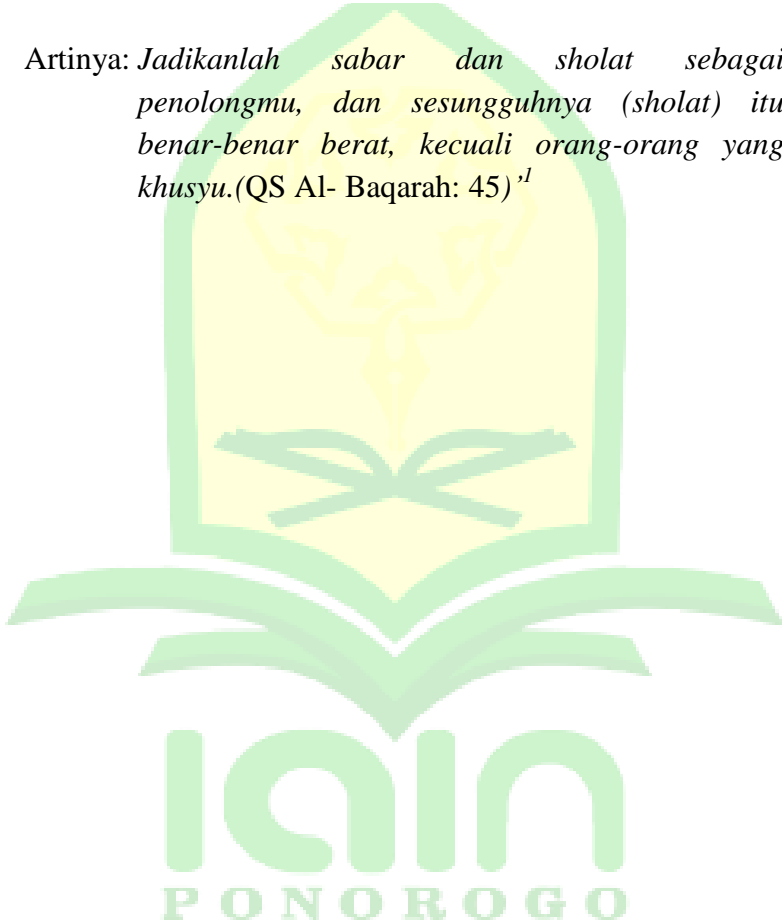 Artinya: Jadikanlah sabar dan sholat sebagai
penolongmu, dan sesungguhnya (sholat) itu
benar-benar berat, kecuali orang-orang yang
khusyu.(QS Al- Baqarah: 45)’1
iain
PONOROGO